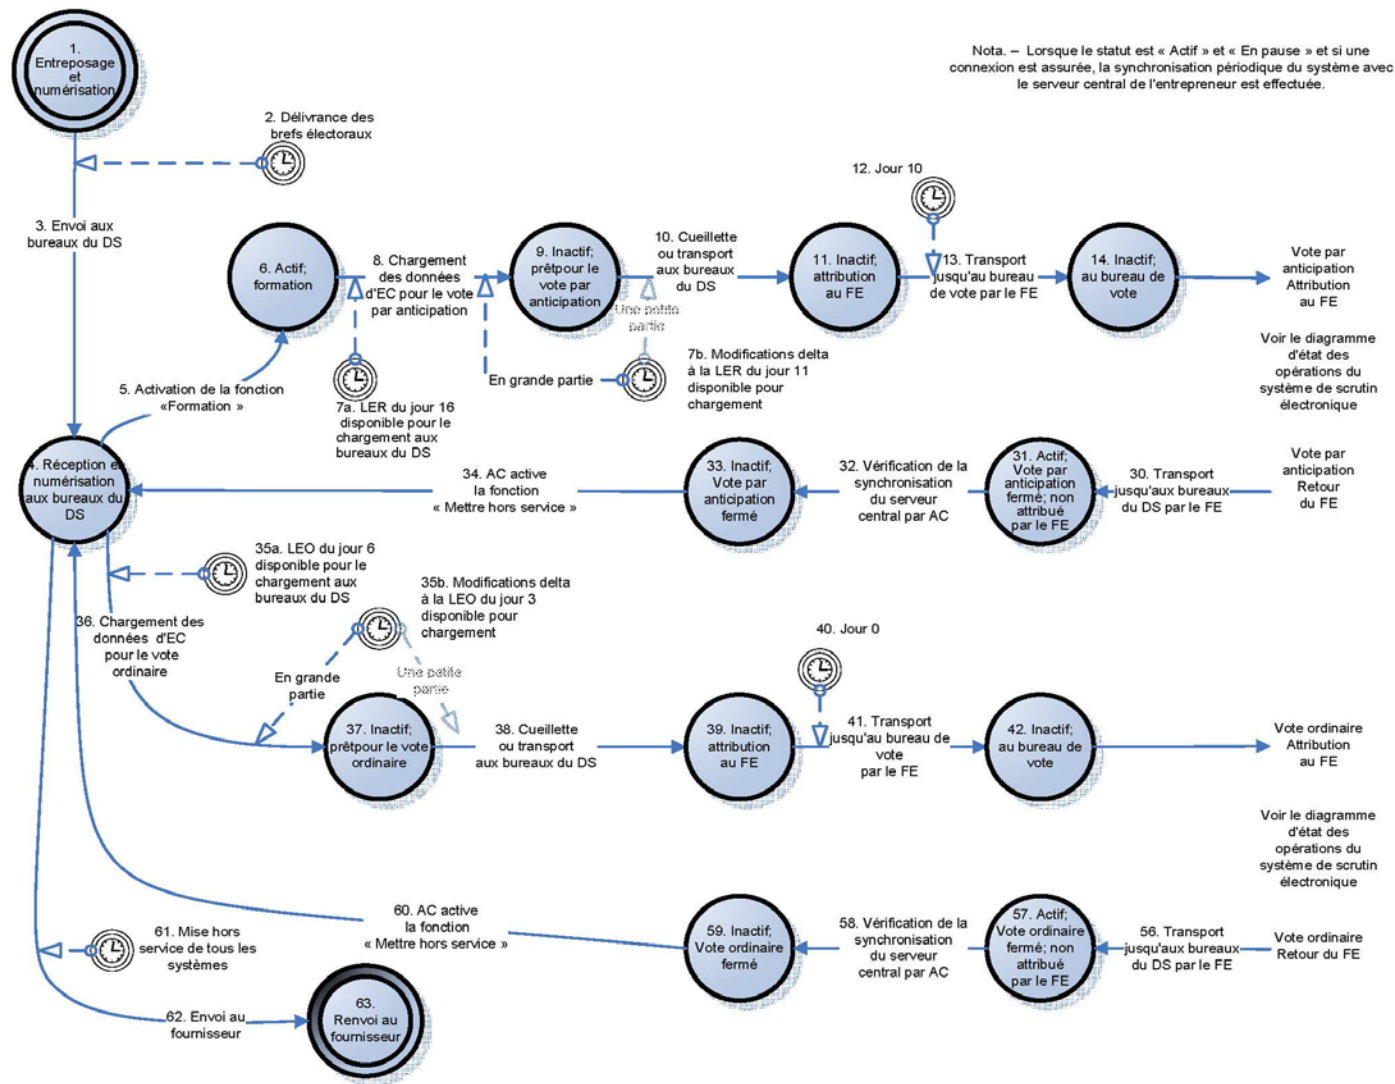 1.
Entreposage
et
numérisation
Nota. – Lorsque le statut est « Actif » et « En pause » et si une
connexion est assurée, la synchronisation périodique du système avec
le serveur central de l'entrepreneur est effectuée.
2. Délivrance des
brefs électoraux
3. Envoi aux
bureaux du DS
12. Jour 10
6. Actif;
formation
8. Chargement
des données
d'EC pour le vote
par anticipation
9. Inactif;
prêtpour le
vote par
anticipation
10. Cueillette
ou transport
aux bureaux
du DS
11. Inactif;
attribution
au FE
13. Transport
jusqu'au bureau
de vote par le FE
14. Inactif;
au bureau de
vote
Vote par
anticipation
Attribution
au FE
Une petite
partie
5. Activation de la fonction
«Formation »
7a. LER du jour 16
disponible pour le
chargement aux
bureaux du DS
En grande partie
7b. Modifications delta
à la LER du jour 11
disponible pour
chargement
Voir le diagramme
d'état des
opérations du
système de scrutin
électronique
4. Réception et
numérisation
aux bureaux du
DS
34. AC active
la fonction
« Mettre hors service »
33. Inactif;
Vote par
anticipation
fermé
32. Vérification de la
synchronisation
du serveur
central par AC
31. Actif;
Vote par
anticipation
fermé; non
attribué
par le FE
30. Transport
jusqu'aux bureaux
du DS par le FE
Vote par
anticipation
Retour
du FE
35a. LEO du jour 6
disponible pour le
chargement aux
bureaux du DS
35b. Modifications delta
à la LEO du jour 3
disponible pour
chargement
36. Chargement des
données d'EC
pour le vote
ordinaire
En grande
partie
Une petite
partie
40. Jour 0
37. Inactif;
prêtpour le vote
ordinaire
38. Cueillette
ou transport
aux bureaux du DS
39. Inactif;
attribution
au FE
41. Transport
jusqu'au bureau de
vote
par le FE
42. Inactif;
au bureau de
vote
Vote ordinaire
Attribution
au FE
Voir le diagramme
d'état des
opérations du
système de scrutin
électronique
60. AC active
la fonction
« Mettre hors service »
59. Inactif;
Vote ordinaire
fermé
58. Vérification de la
synchronisation
du serveur
central par AC
57. Actif;
Vote ordinaire
fermé; non
attribué
par le FE
56. Transport
jusqu'aux bureaux
du DS par le FE
Vote ordinaire
Retour du FE
61. Mise hors
service de tous les
systèmes
62. Envoi au
fournisseur
63.
Renvoi au
fournisseur